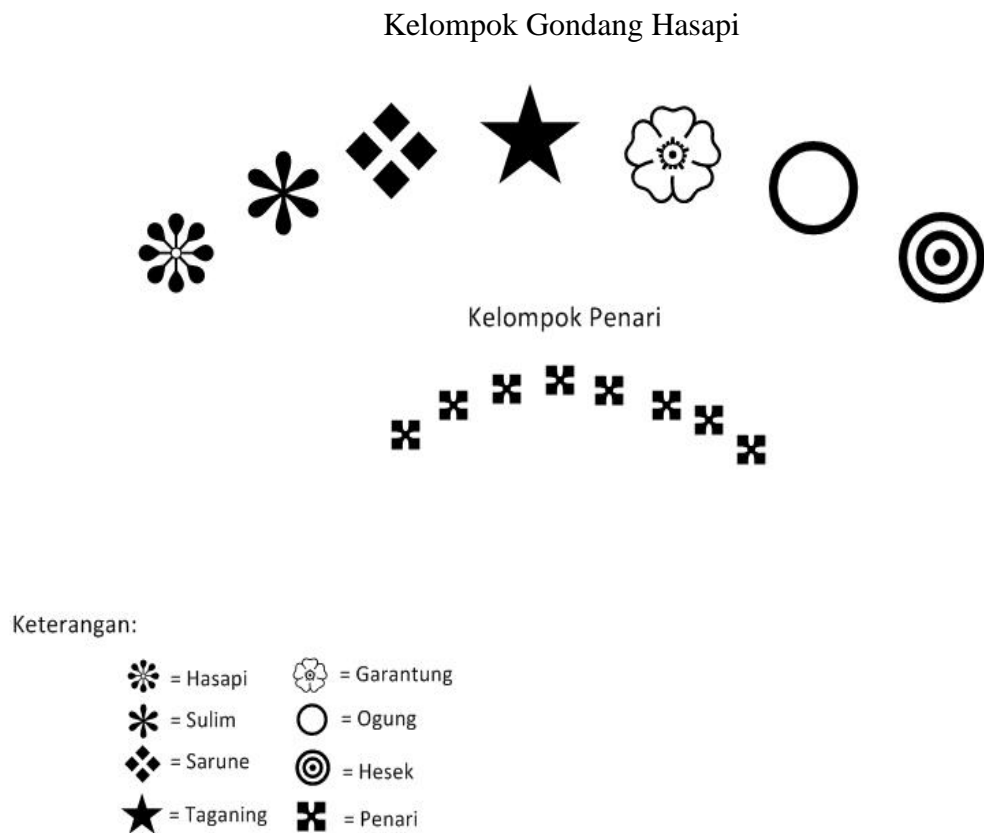 Kelompok Gondang Hasapi
Kelompok Penari
Keterangan:
= Hasapi
= Sulim
= Sarune
= Taganing
= Garantung
= Ogung
= Hesek
= Penari